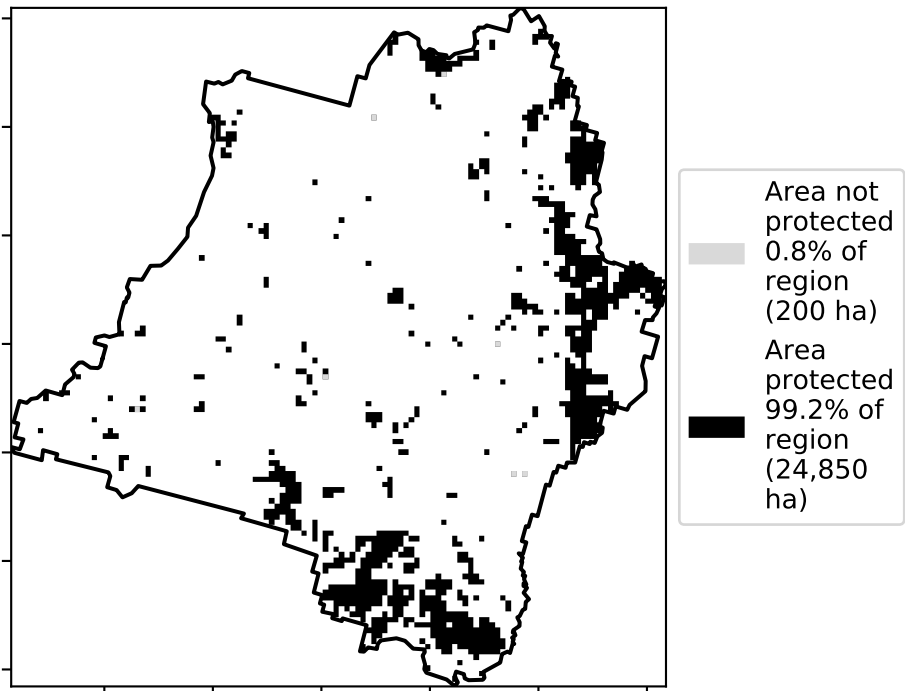 Area not
protected
0.8% of
region
(200 ha)
Area
protected
99.2% of
region
(24,850
ha)